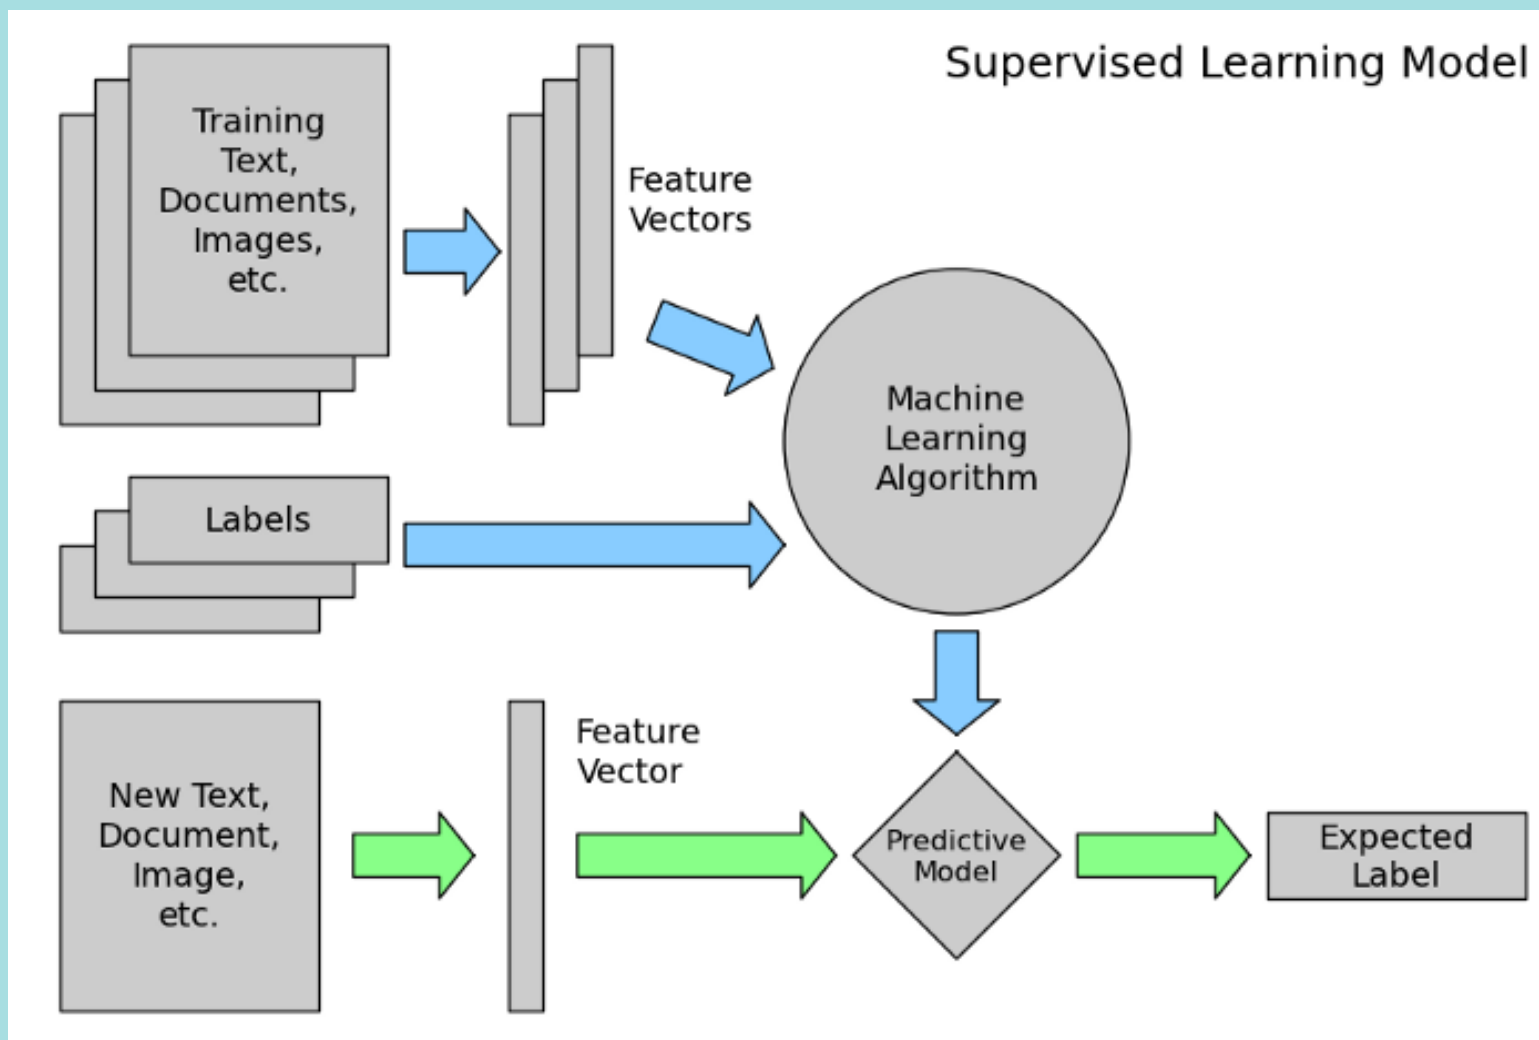 Supervised Learning Model
Training
Text,
Documents,
Images,
etc.
Feature
Vectors
Machine
Learning
Algorithm
Labels
New Text,
Document,
Image,
etc.
Feature
Vector
Predictive
Model
Expected
Label